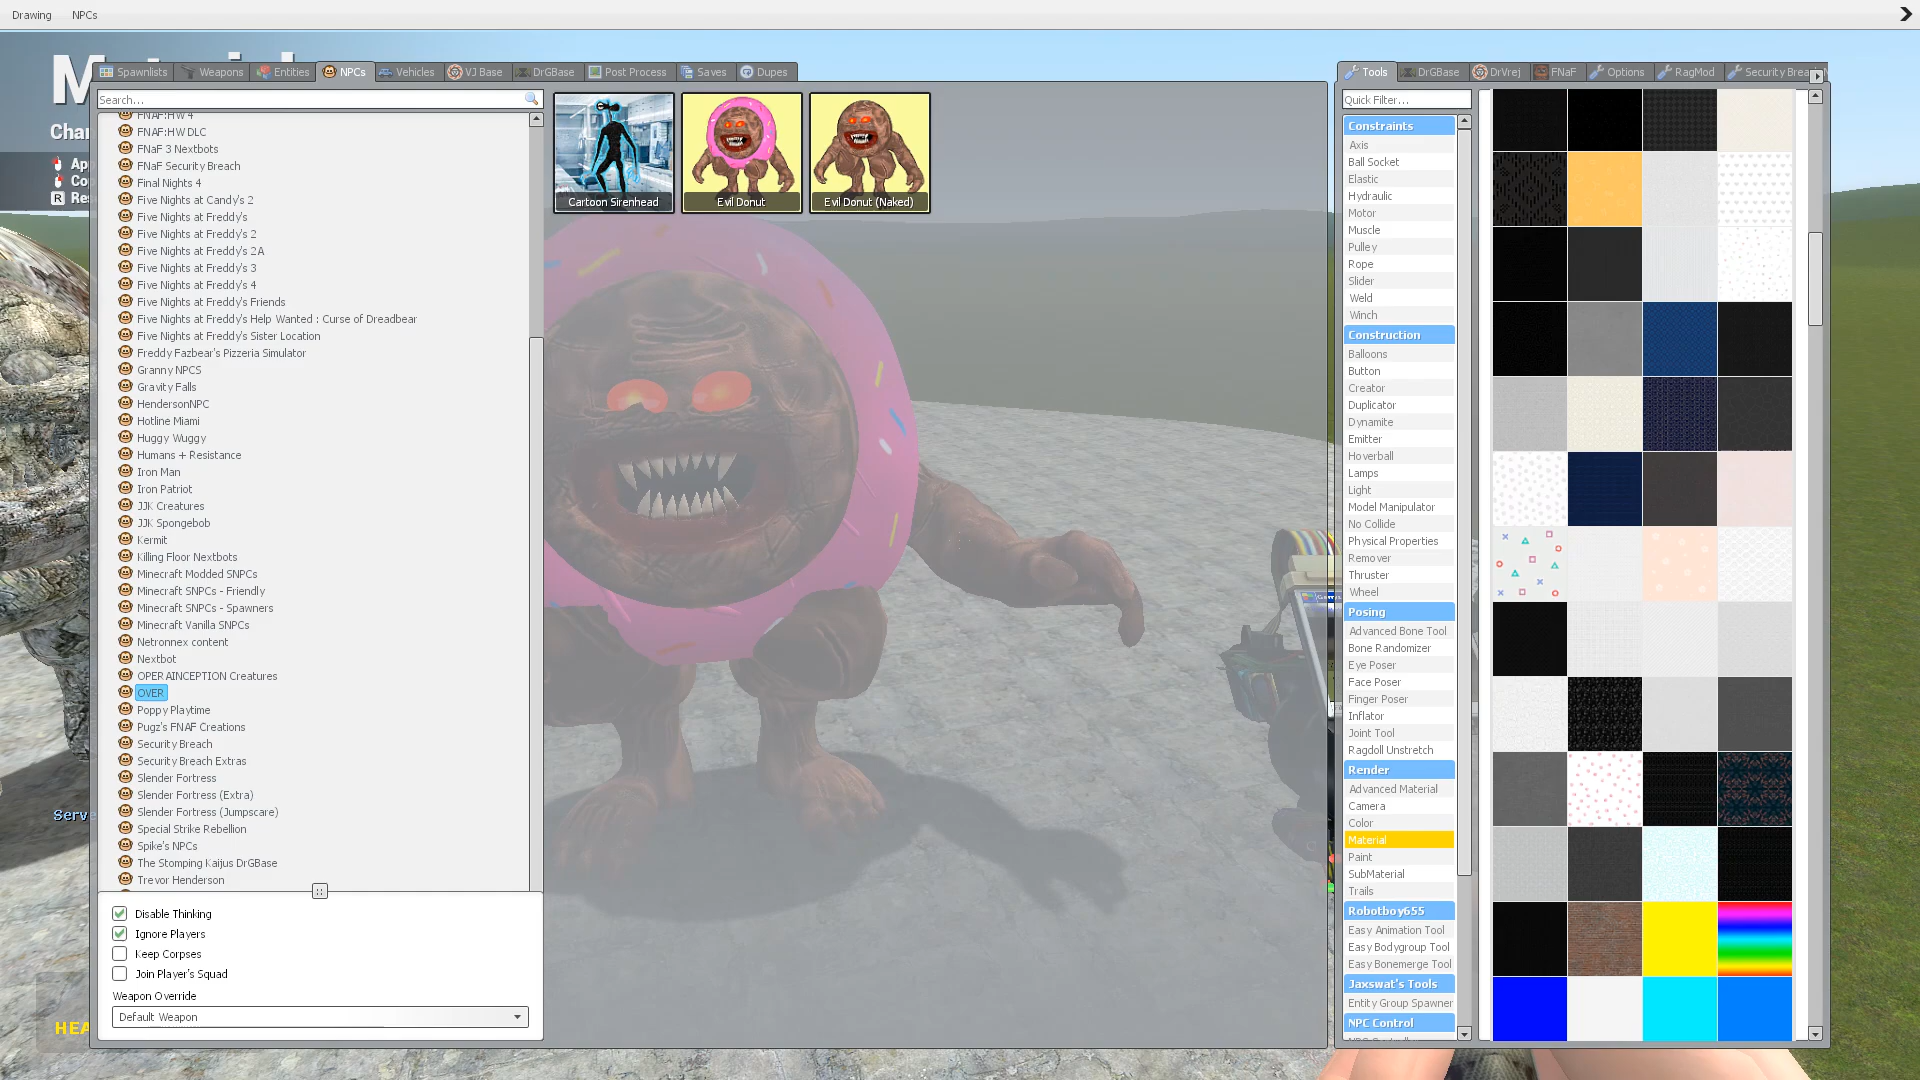 Drawing NPCs
M
Cha
Ap
Co
R Re
Serve
HEA
Spawnlists Weapons Entities NPCs Vehicles VJ Base DrGBase Post Process Saves Dupes
Search...
FNAF:HW 4
FNAF:HW DLC
FNaF 3 Nextbots
FNaF Security Breach
Final Nights 4
Five Nights at Candy's 2
Five Nights at Freddy's
Five Nights at Freddy's 2
Five Nights at Freddy's 2A
Five Nights at Freddy's 3
Five Nights at Freddy's 4
Five Nights at Freddy's Friends
Five Nights at Freddy's Help Wanted : Curse of Dreadbear
Five Nights at Freddy's Sister Location
Freddy Fazbear's Pizzeria Simulator
Granny NPCS
Gravity Falls
HendersonNPC
Hotline Miami
Huggy Wuggy
Humans + Resistance
Iron Man
Iron Patriot
JJK Creatures
JJK Spongebob
Kermit
Killing Floor Nextbots
Minecraft Modded SNPCs
Minecraft SNPCs - Friendly
Minecraft SNPCs - Spawners
Minecraft Vanilla SNPCs
Netronnex content
Nextbot
OPERAINCEPTION Creatures
OVER
Poppy Playtime
Pugz's FNAF Creations
Security Breach
Security Breach Extras
Slender Fortress
Slender Fortress (Extra)
Slender Fortress (Jumpscare)
Special Strike Rebellion
Spike's NPCs
The Stomping Kaijus DrGBase
Trevor Henderson
Disable Thinking
Ignore Players
Keep Corpses
Join Player's Squad
Weapon Override
Default Weapon
Cartoon Sirenhead
Evil Donut
Evil Donut (Naked)
Tools DrGBase DrVrej FNaF Options RagMod Security Brea
Quick Filter...
Constraints
Axis
Ball Socket
Elastic
Hydraulic
Motor
Muscle
Pulley
Rope
Slider
Weld
Winch
Construction
Balloons
Button
Creator
Duplicator
Dynamite
Emitter
Hoverball
Lamps
Light
Model Manipulator
No Collide
Physical Properties
Remover
Thruster
Wheel
Posing
Advanced Bone Tool
Bone Randomizer
Eye Poser
Face Poser
Finger Poser
Inflator
Joint Tool
Ragdoll Unstretch
Render
Advanced Material
Camera
Color
Material
Paint
SubMaterial
Trails
Robotboy655
Easy Animation Tool
Easy Bodygroup Tool
Easy Bonemerge Tool
Jaxswat's Tools
Entity Group Spawner
NPC Control